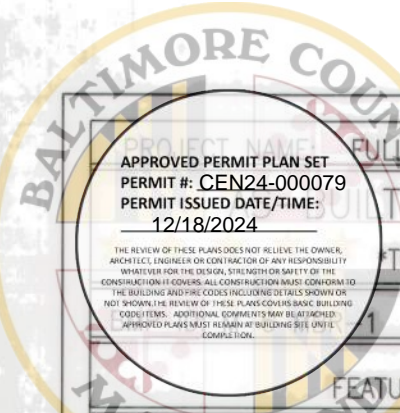 BALTIMORE COU
PROJECT NAME: FULL
APPROVED PERMIT PLAN SET
PERMIT #: CEN24-000079
PERMIT ISSUED DATE/TIME:
12/18/2024
BUILT
THE REVIEW OF THESE PLANS DOES NOT RELIEVE THE OWNER,
ARCHITECT, ENGINEER OR CONTRACTOR OF ANY RESPONSIBILITY
WHATEVER FOR THE DESIGN, STRENGTH OR SAFETY OF THE
CONSTRUCTION IT COVERS. ALL CONSTRUCTION MUST CONFORM TO
THE BUILDING AND FIRE CODES INCLUDING DETAILS SHOWN OR
NOT SHOWN.THE REVIEW OF THESE PLANS COVERS BASIC BUILDING
CODE ITEMS. ADDITIONAL COMMENTS MAY BE ATTACHED.
APPROVED PLANS MUST REMAIN AT BUILDING SITE UNTIL
COMPLETION.
FEATU